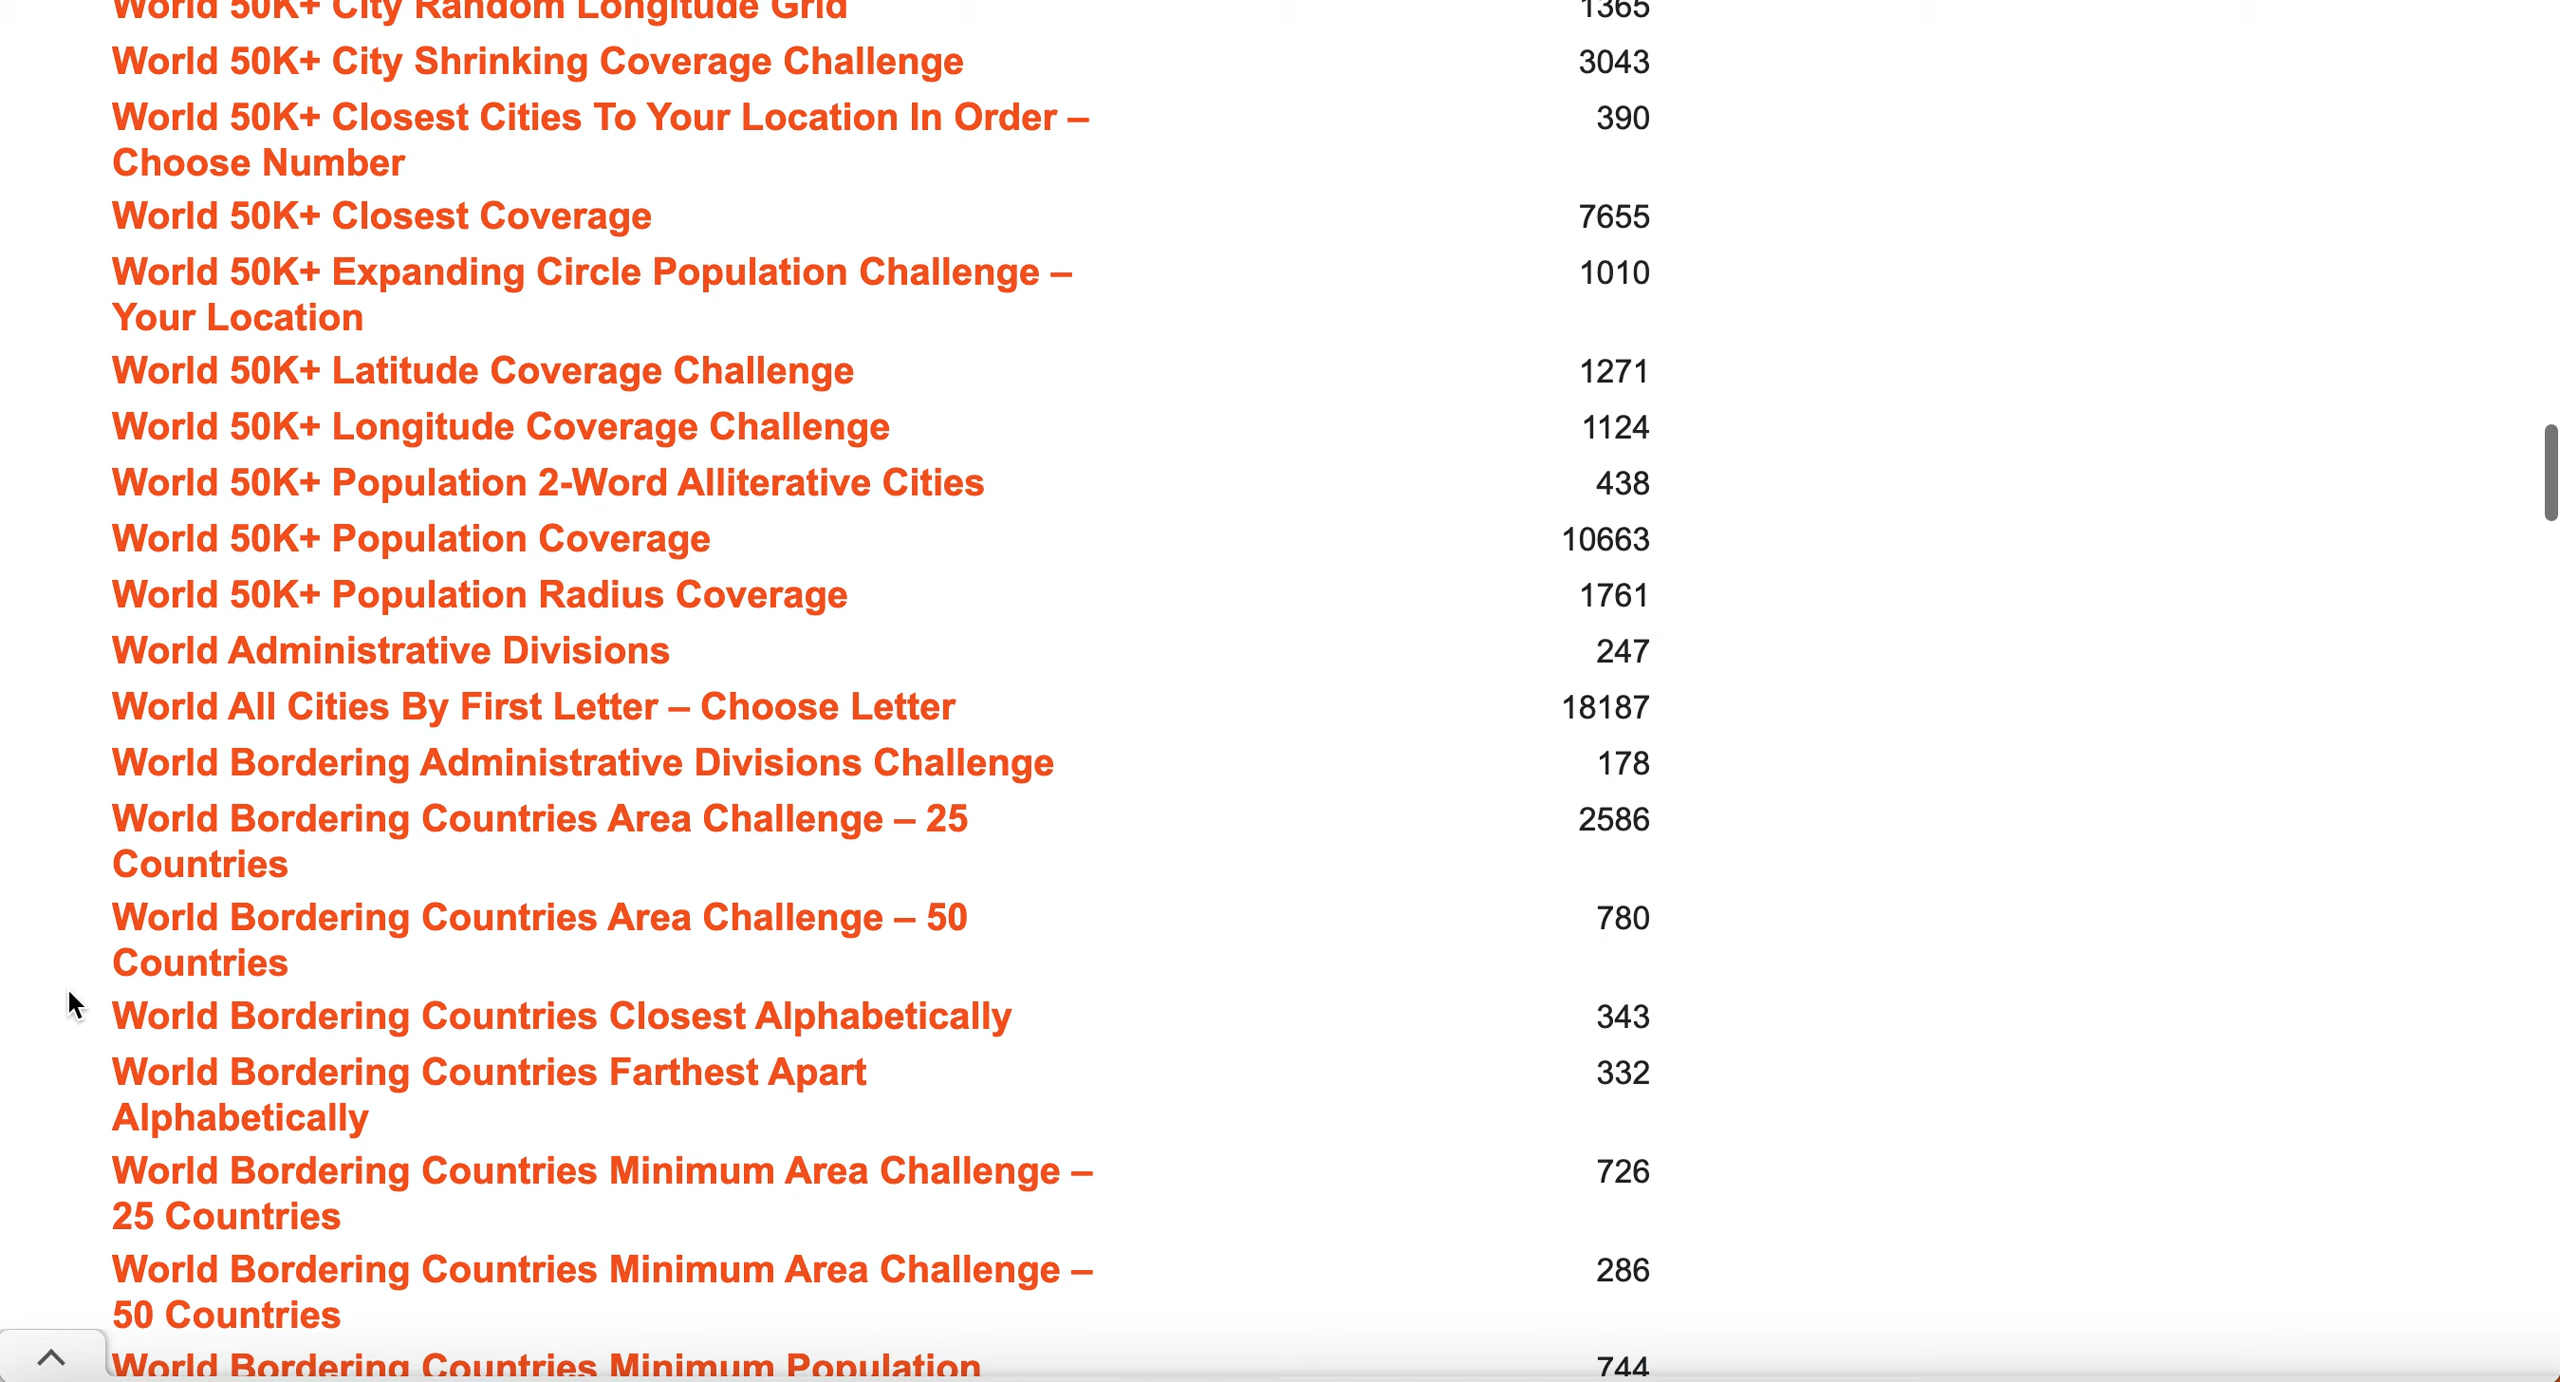 World 50K+ City Random Longitude Grid 1365
World 50K+ City Shrinking Coverage Challenge 3043
World 50K+ Closest Cities To Your Location In Order – 390
Choose Number
World 50K+ Closest Coverage 7655
World 50K+ Expanding Circle Population Challenge – 1010
Your Location
World 50K+ Latitude Coverage Challenge 1271
World 50K+ Longitude Coverage Challenge 1124
World 50K+ Population 2-Word Alliterative Cities 438
World 50K+ Population Coverage 10663
World 50K+ Population Radius Coverage 1761
World Administrative Divisions 247
World All Cities By First Letter – Choose Letter 18187
World Bordering Administrative Divisions Challenge 178
World Bordering Countries Area Challenge – 25 2586
Countries
World Bordering Countries Area Challenge – 50 780
Countries
World Bordering Countries Closest Alphabetically 343
World Bordering Countries Farthest Apart 332
Alphabetically
World Bordering Countries Minimum Area Challenge – 726
25 Countries
World Bordering Countries Minimum Area Challenge – 286
50 Countries
World Bordering Countries Minimum Population 744